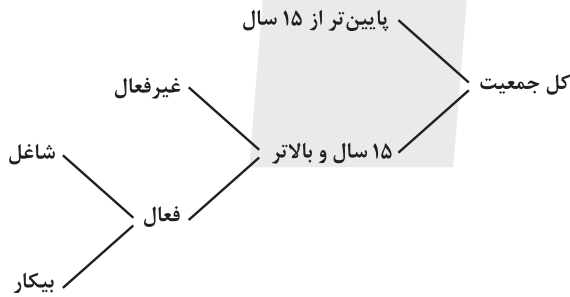 پایین‌تر از ۱۵ سال
کل جمعیت
غیرفعال
۱۵ سال و بالاتر
شاغل
فعال
بیکار